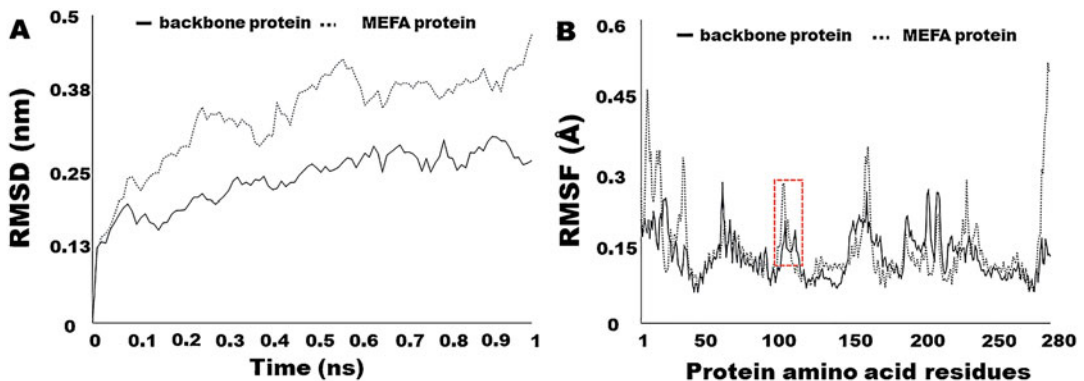 A
backbone protein MEFA protein
RMSD (nm)
0.5
0.38
0.25
0.13
0
0 0.1 0.2 0.3 0.4 0.5 0.6 0.7 0.8 0.9 1
Time (ns)
B
backbone protein MEFA protein
RMSF (Å)
0.6
0.45
0.3
0.15
0
1 50 100 150 200 250 280
Protein amino acid residues